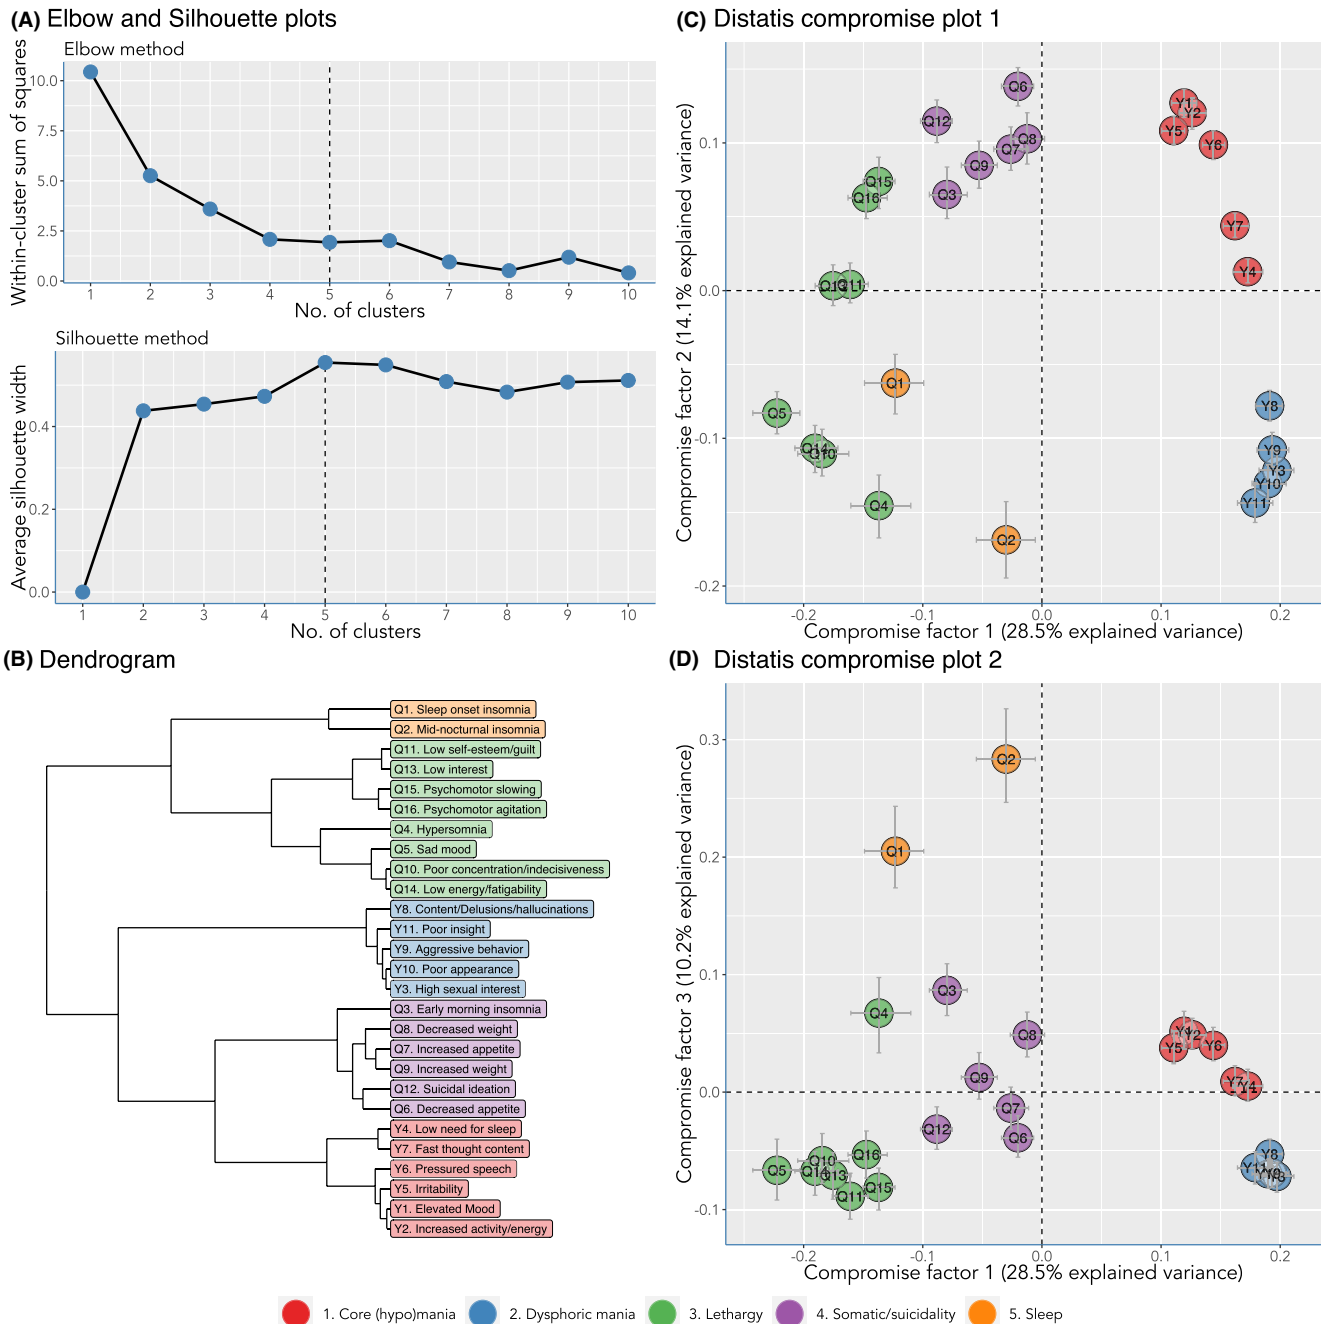 (A) Elbow and Silhouette plots
Elbow method
Within-cluster sum of squares
10.0
7.5
5.0
2.5
0.0
1 2 3 4 5 6 7 8 9 10
No. of clusters
Silhouette method
Average silhouette width
0.4
0.2
0.0
1 2 3 4 5 6 7 8 9 10
No. of clusters
(B) Dendrogram
Q1. Sleep onset insomnia
Q2. Mid-nocturnal insomnia
Q11. Low self-esteem/guilt
Q13. Low interest
Q15. Psychomotor slowing
Q16. Psychomotor agitation
Q4. Hypersomnia
Q5. Sad mood
Q10. Poor concentration/indecisiveness
Q14. Low energy/fatigability
Y8. Content/Delusions/hallucinations
Y11. Poor insight
Y9. Aggressive behavior
Y10. Poor appearance
Y3. High sexual interest
Q3. Early morning insomnia
Q8. Decreased weight
Q7. Increased appetite
Q9. Increased weight
Q12. Suicidal ideation
Q6. Decreased appetite
Y4. Low need for sleep
Y7. Fast thought content
Y6. Pressured speech
Y5. Irritability
Y1. Elevated Mood
Y2. Increased activity/energy
(C) Distatis compromise plot 1
Compromise factor 2 (14.1% explained variance)
0.1
0.0
-0.1
-0.2
Q6
Q12
Q8
Q7
Q9
Q3
Q15
Q16
Q11
Q1
Q5
Q14
Q10
Q4
Q2
Y1
Y2
Y5
Y6
Y7
Y4
Y8
Y9
Y3
Y10
Y11
-0.2 -0.1 0.0 0.1 0.2
Compromise factor 1 (28.5% explained variance)
(D) Distatis compromise plot 2
Compromise factor 3 (10.2% explained variance)
0.3
0.2
0.1
0.0
-0.1
Q2
Q1
Q3
Q4
Q8
Q9
Q7
Q12
Q6
Q16
Q10
Q5
Q14
Q13
Q15
Q11
Y1
Y2
Y5
Y6
Y7
Y4
Y8
Y11
-0.2 -0.1 0.0 0.1 0.2
Compromise factor 1 (28.5% explained variance)
1. Core (hypo)mania 2. Dysphoric mania 3. Lethargy 4. Somatic/suicidality 5. Sleep